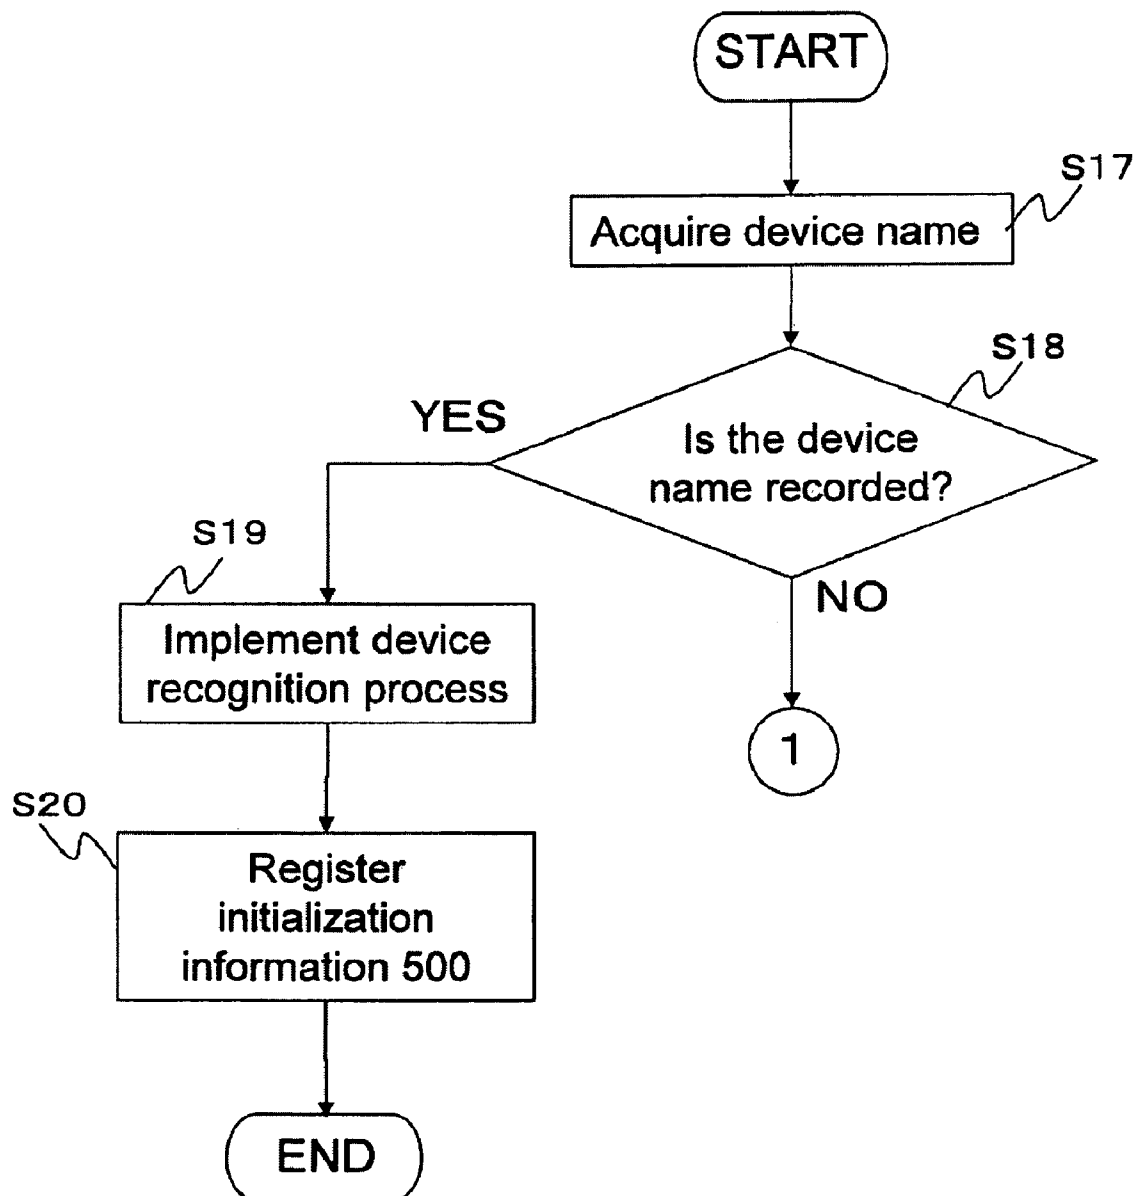 START
S17
Acquire device name
S18
YES
Is the device
name recorded?
S19
NO
Implement device
recognition process
1
S20
Register
initialization
information 500
END